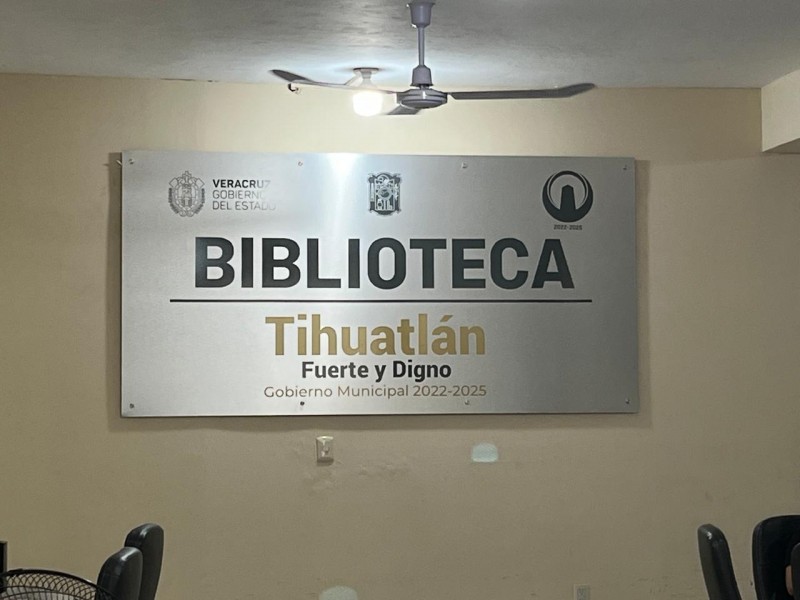 VERACRUZ
GOBIERNO
DEL ESTADO
2022-2025
BIBLIOTECA
Tihuatlán
Fuerte y Digno
Gobierno Municipal 2022-2025